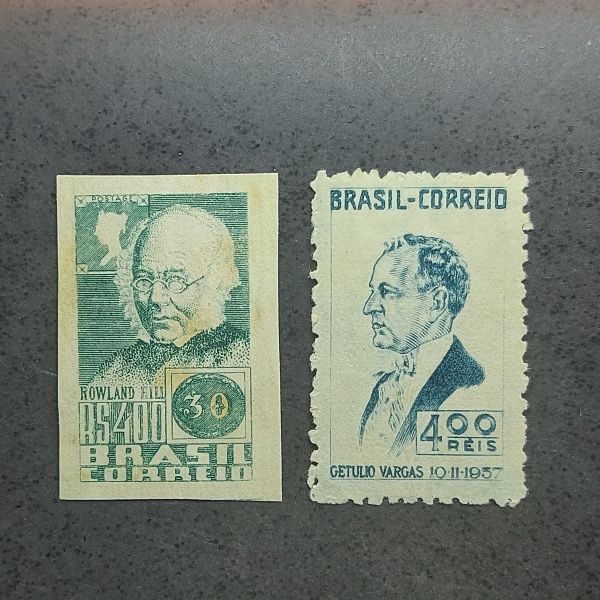 POSTAGE
ROWLAND HILL
RS400
30
BRASIL
CORREIO
BRASIL-CORREIO
400
RÉIS
GETULIO VARGAS 10·11·1937